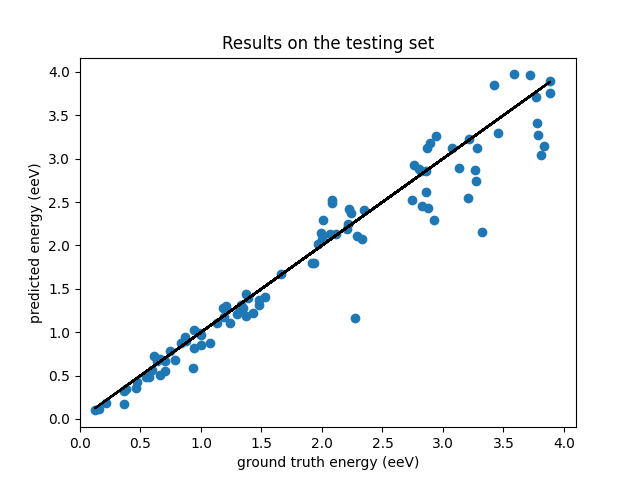 Results on the testing set
predicted energy (eeV)
4.0
3.5
3.0
2.5
2.0
1.5
1.0
0.5
0.0
0.0 0.5 1.0 1.5 2.0 2.5 3.0 3.5 4.0
ground truth energy (eeV)